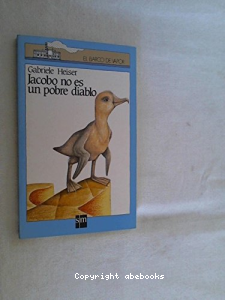 EL BARCO DE VAPOR
Gabriele Heiser
Jacobo no es
un pobre diablo
sm
Copyright abebooks